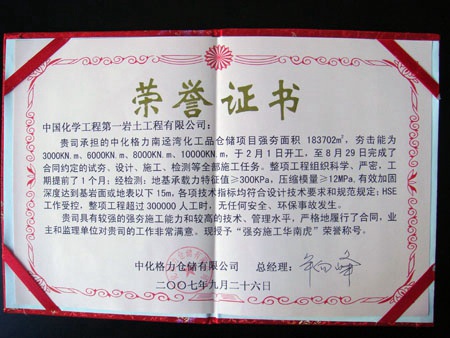 荣誉证书
中国化学工程第一岩土工程有限公司：
贵司承担的中化格力南迳湾化工品仓储项目强夯面积 183702㎡，夯击能为
3000KN.m、6000KN.m、8000KN.m、10000KN.m，于2月1日开工，至8月29日完成了
合同约定的试夯、设计、施工、检测等全部施工任务。整项工程组织科学、严密，工
期提前了1个月；经检测：地基承载力特征值≥300KPa，压缩模量≥12MPa，有效加固
深度达到基岩面或地表以下15m，各项技术指标均符合设计技术要求和规范规定；HSE
工作受控，整项工程超过300000人工时，无任何安全、环保事故发生。
贵司具有较强的强夯施工能力和较高的技术、管理水平，严格地履行了合同，业
主和监理单位对贵司的工作非常满意，现授予“强夯施工华南虎”荣誉称号。
中化格力仓储有限公司 总经理：
二〇〇七年九月二十六日